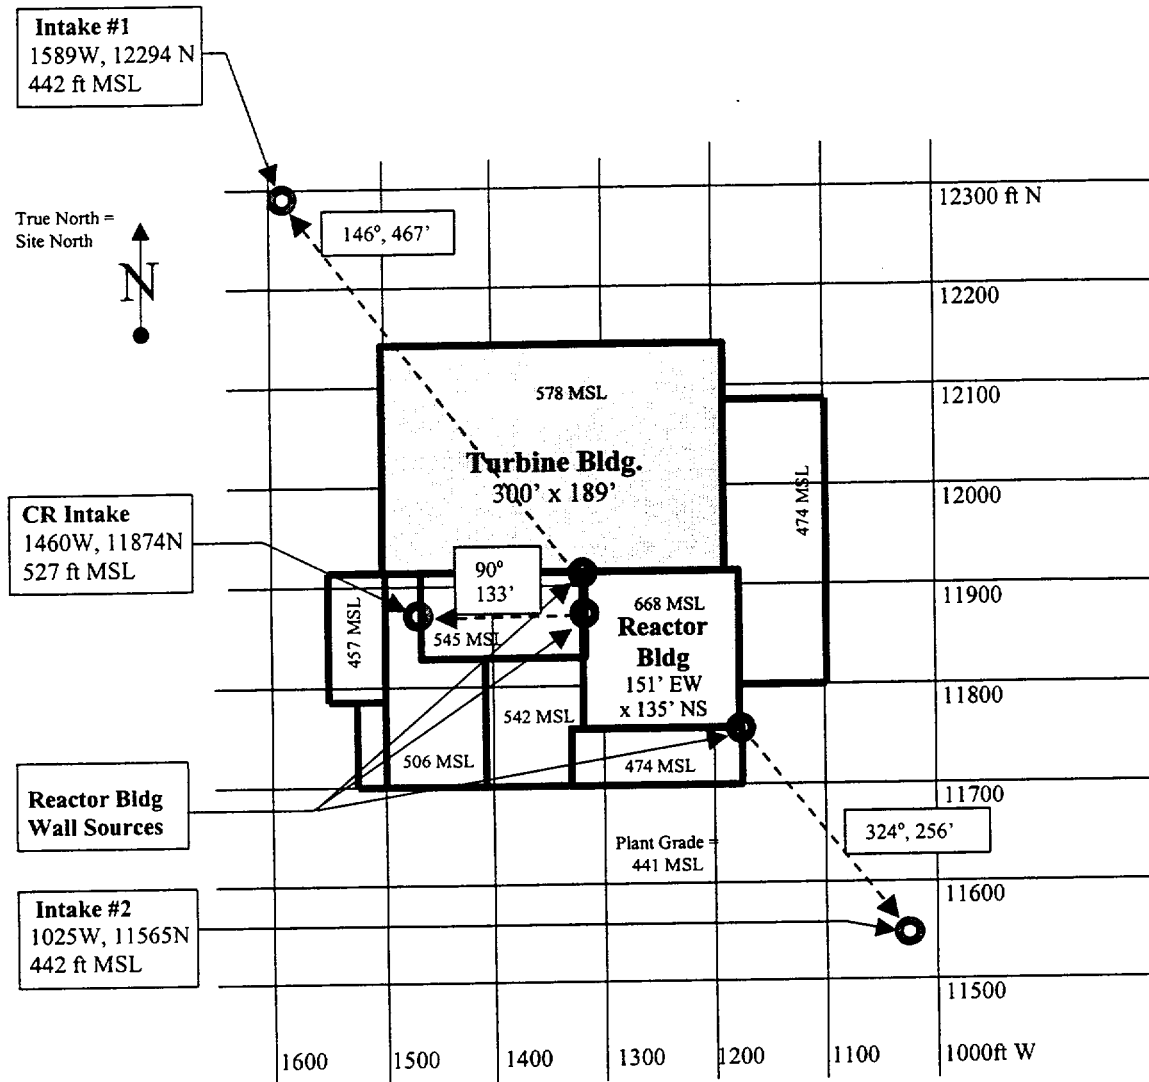 Intake #1
1589W, 12294 N
442 ft MSL
True North =
Site North
N
146°, 467'
12300 ft N
12200
578 MSL
12100
Turbine Bldg.
300' x 189'
474 MSL
12000
CR Intake
1460W, 11874N
527 ft MSL
90°
133'
11900
457 MSL
545 MSL
668 MSL
Reactor
Bldg
151' EW
x 135' NS
11800
542 MSL
506 MSL
474 MSL
11700
Reactor Bldg
Wall Sources
Plant Grade =
441 MSL
324°, 256'
11600
Intake #2
1025W, 11565N
442 ft MSL
11500
1600
1500
1400
1300
1200
1100
1000ft W